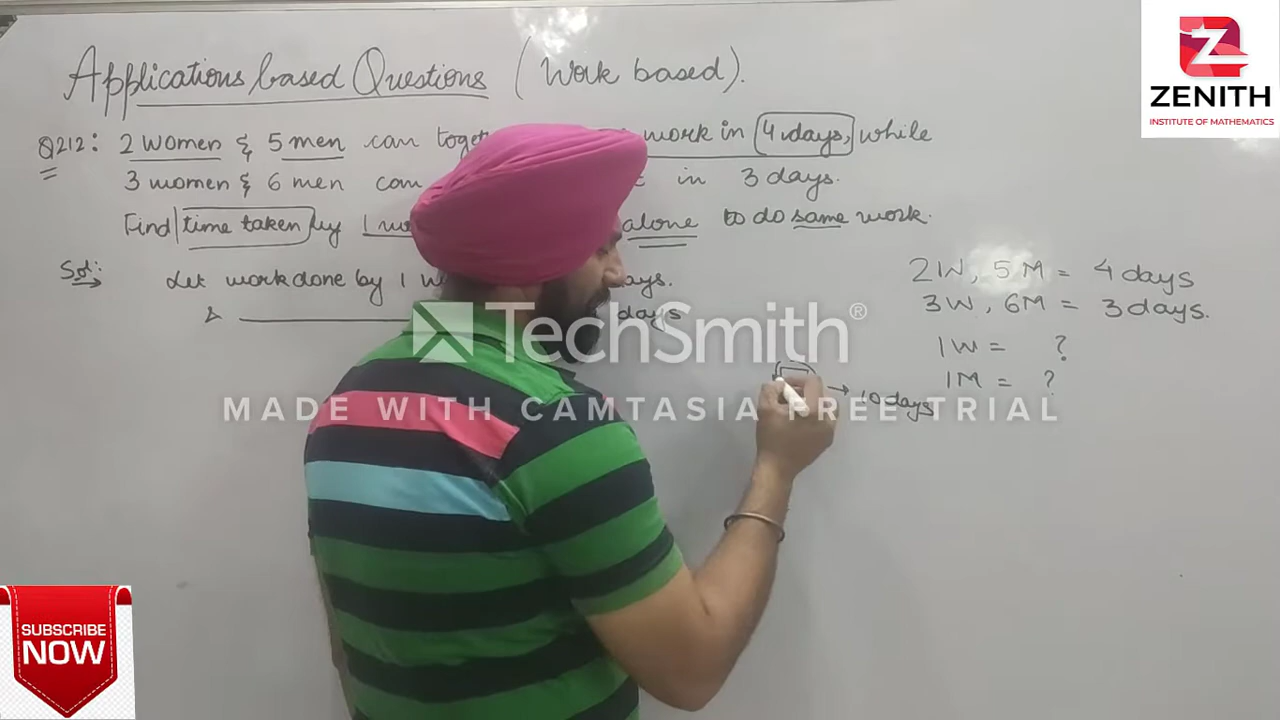 Applications based Questions (Work based).
Q212: 2 women & 5 men can work in 4 days, while
3 women & 6 men can in 3 days.
Find time taken by 1 alone to do same work.
Sol: Let work done by 1
& days
2W, 5M = 4 days
3W, 6M = 3 days.
1W = ?
1M = ?
→ 10 days
Z
ZENITH
INSTITUTE OF MATHEMATICS
TechSmith®
MADE WITH CAMTASIA FREE TRIAL
SUBSCRIBE
NOW